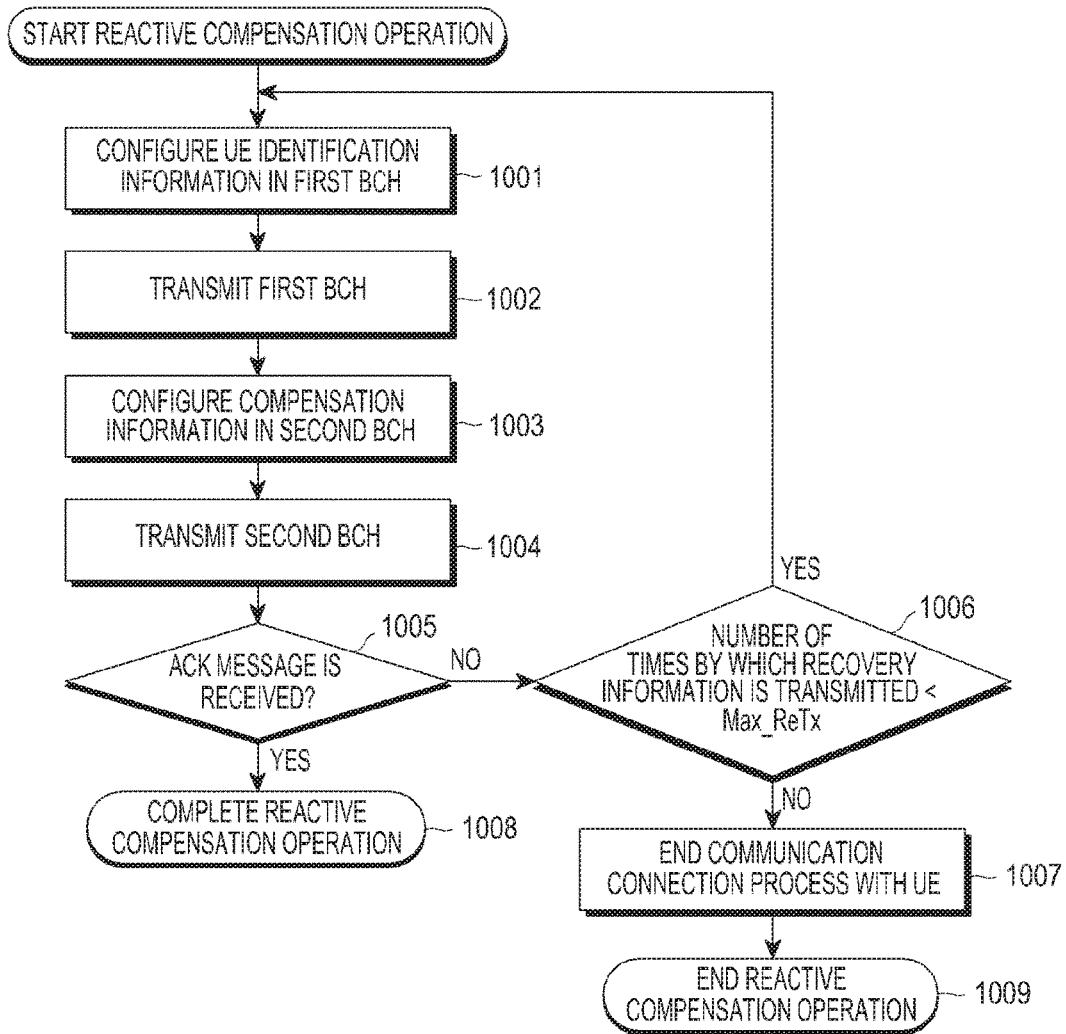 START REACTIVE COMPENSATION OPERATION
CONFIGURE UE IDENTIFICATION
INFORMATION IN FIRST BCH
1001
TRANSMIT FIRST BCH
1002
CONFIGURE COMPENSATION
INFORMATION IN SECOND BCH
1003
TRANSMIT SECOND BCH
1004
ACK MESSAGE IS
RECEIVED?
1005
NO
YES
NUMBER OF
TIMES BY WHICH RECOVERY
INFORMATION IS TRANSMITTED <
Max_ReTx
1006
YES
NO
COMPLETE REACTIVE
COMPENSATION OPERATION
1008
END COMMUNICATION
CONNECTION PROCESS WITH UE
1007
END REACTIVE
COMPENSATION OPERATION
1009